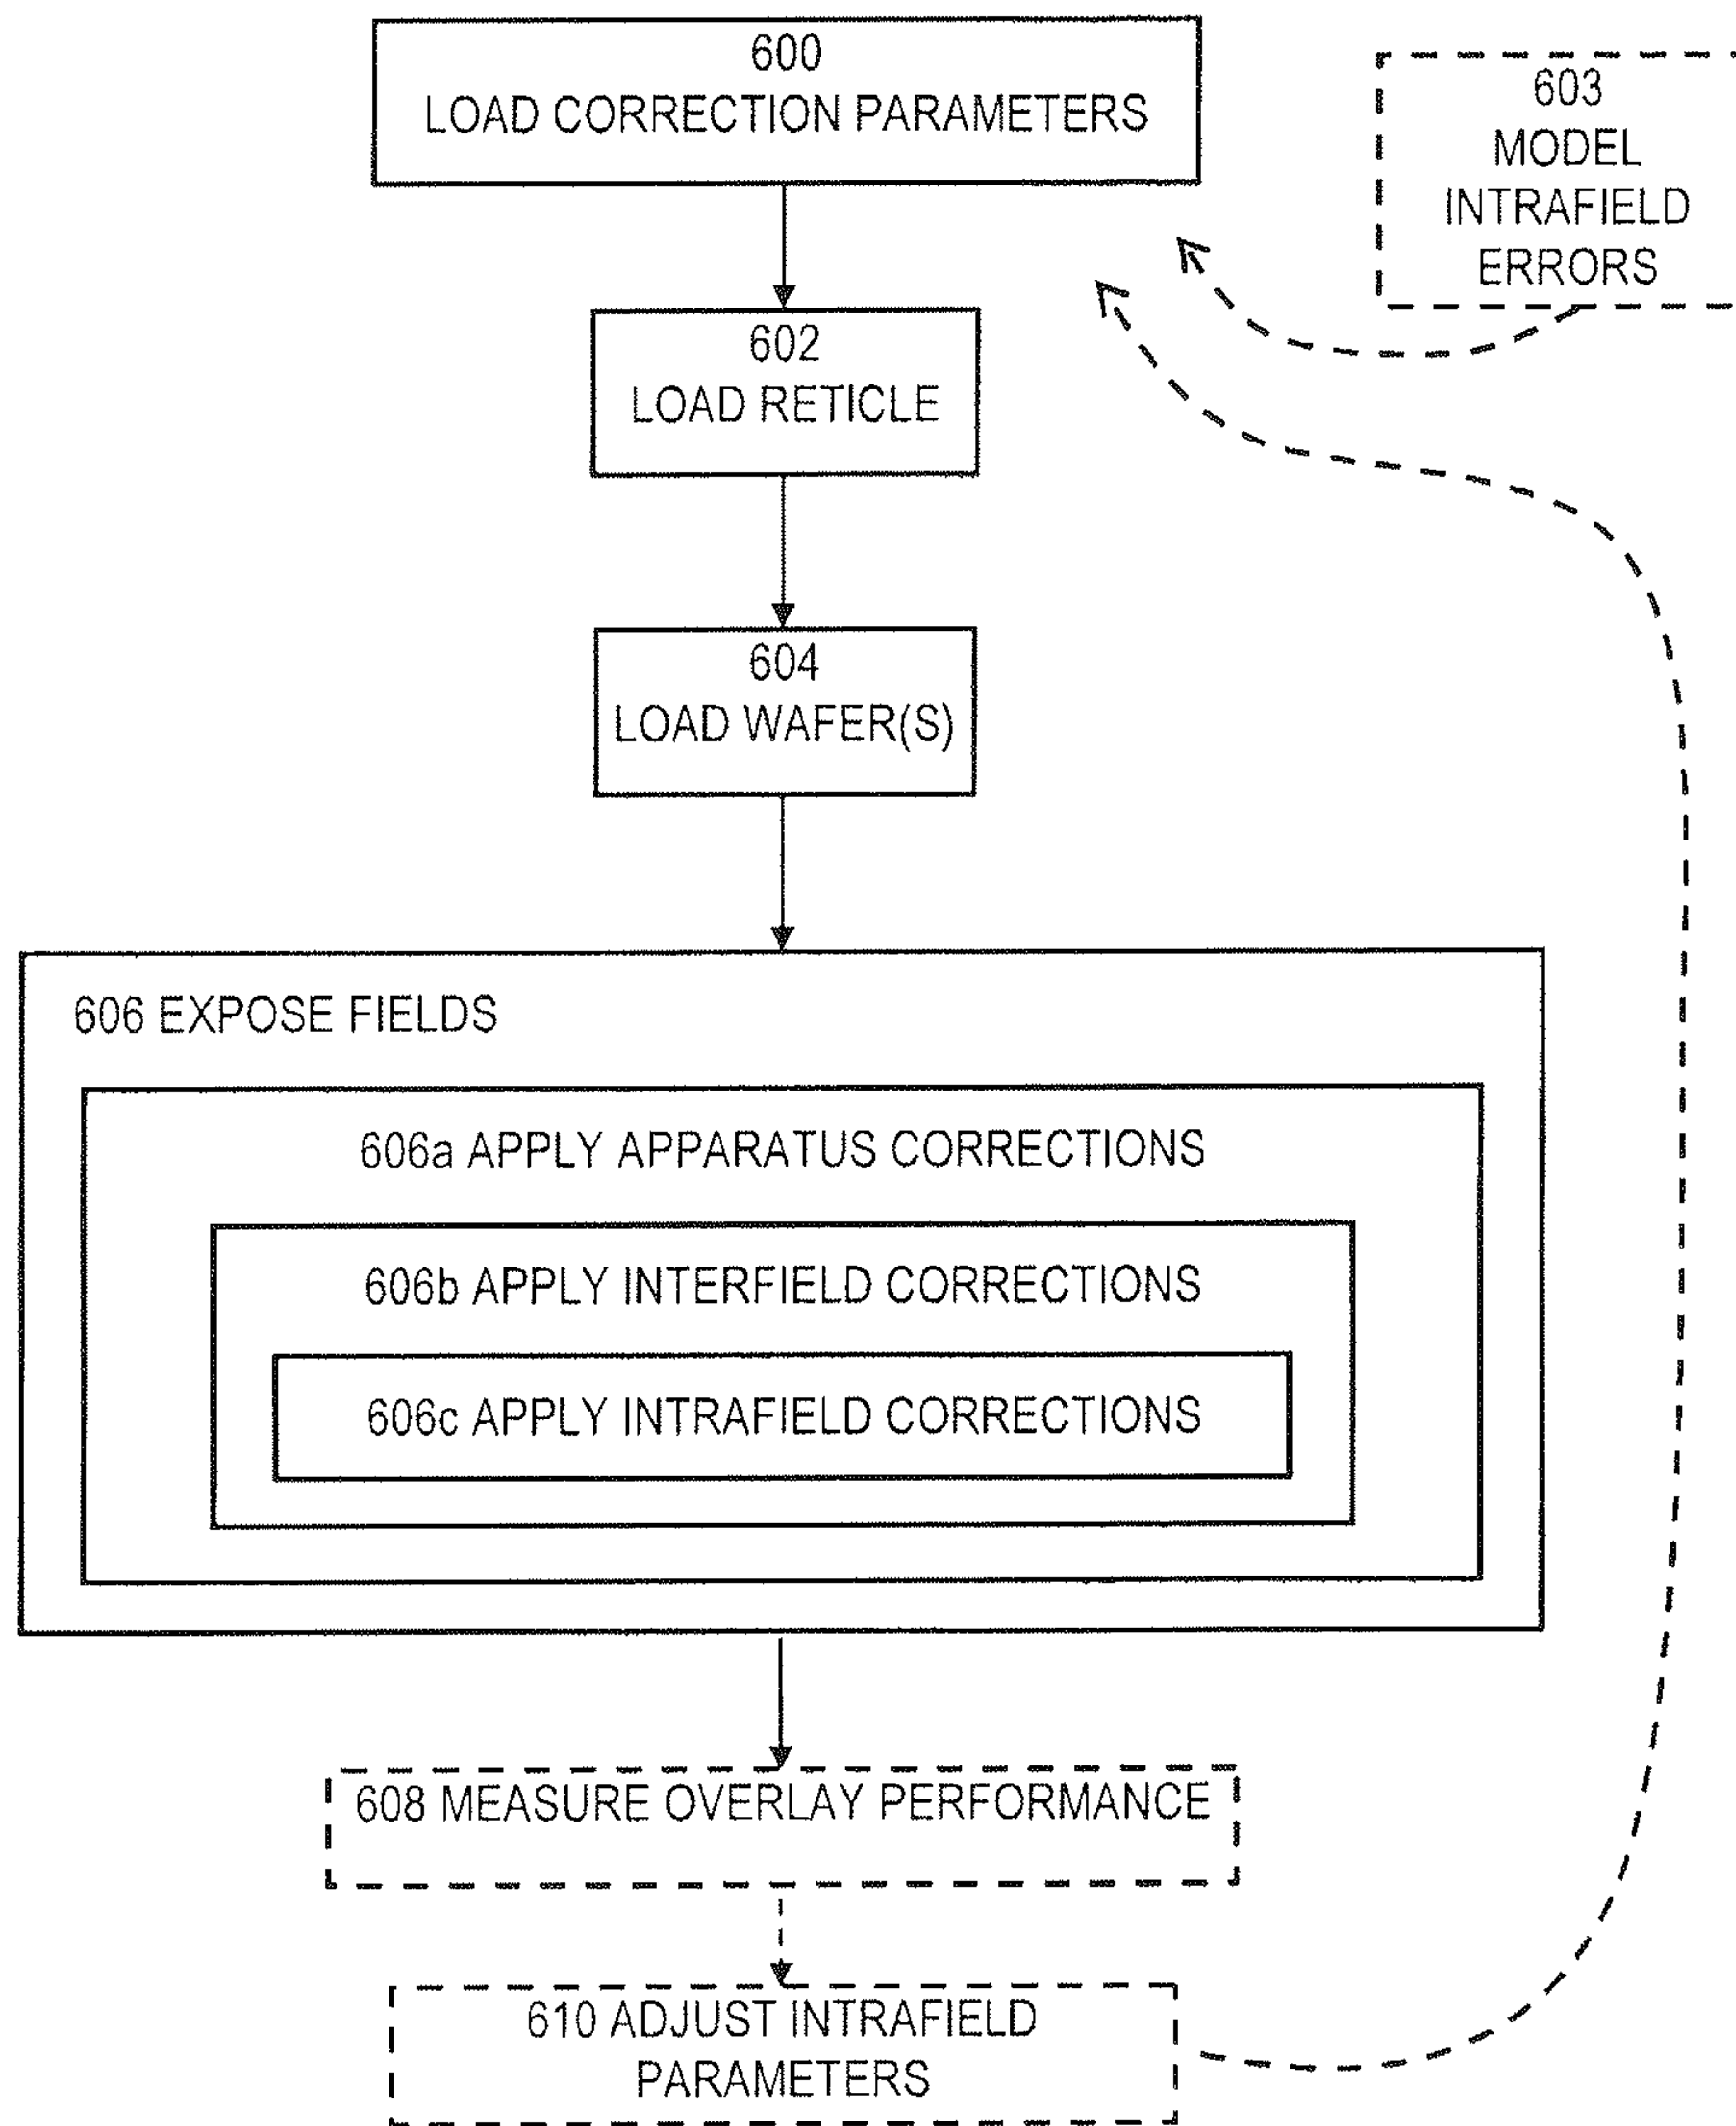 600
LOAD CORRECTION PARAMETERS
603
MODEL
INTRAFIELD
ERRORS
602
LOAD RETICLE
604
LOAD WAFER(S)
606 EXPOSE FIELDS
606a APPLY APPARATUS CORRECTIONS
606b APPLY INTERFIELD CORRECTIONS
606c APPLY INTRAFIELD CORRECTIONS
608 MEASURE OVERLAY PERFORMANCE
610 ADJUST INTRAFIELD
PARAMETERS